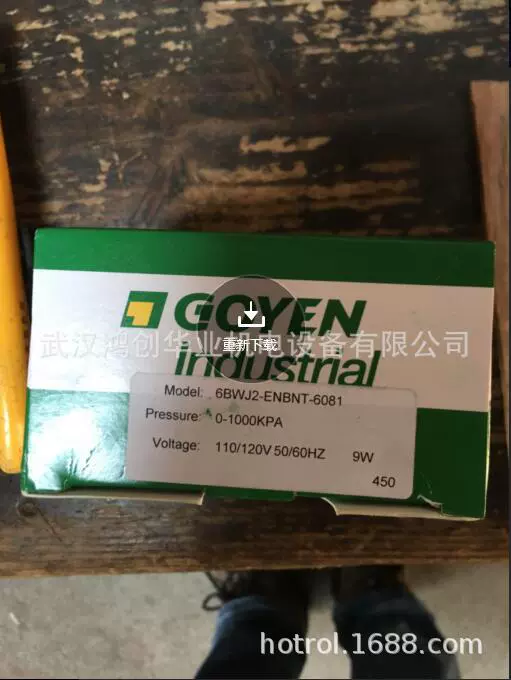 GOYEN
重新下载
武汉鸿创华业机电设备有限公司
Industrial
Model: 6BWJ2-ENBNT-6081
Pressure: 0-1000KPA
Voltage: 110/120V 50/60HZ 9W
450
hotrol.1688.com